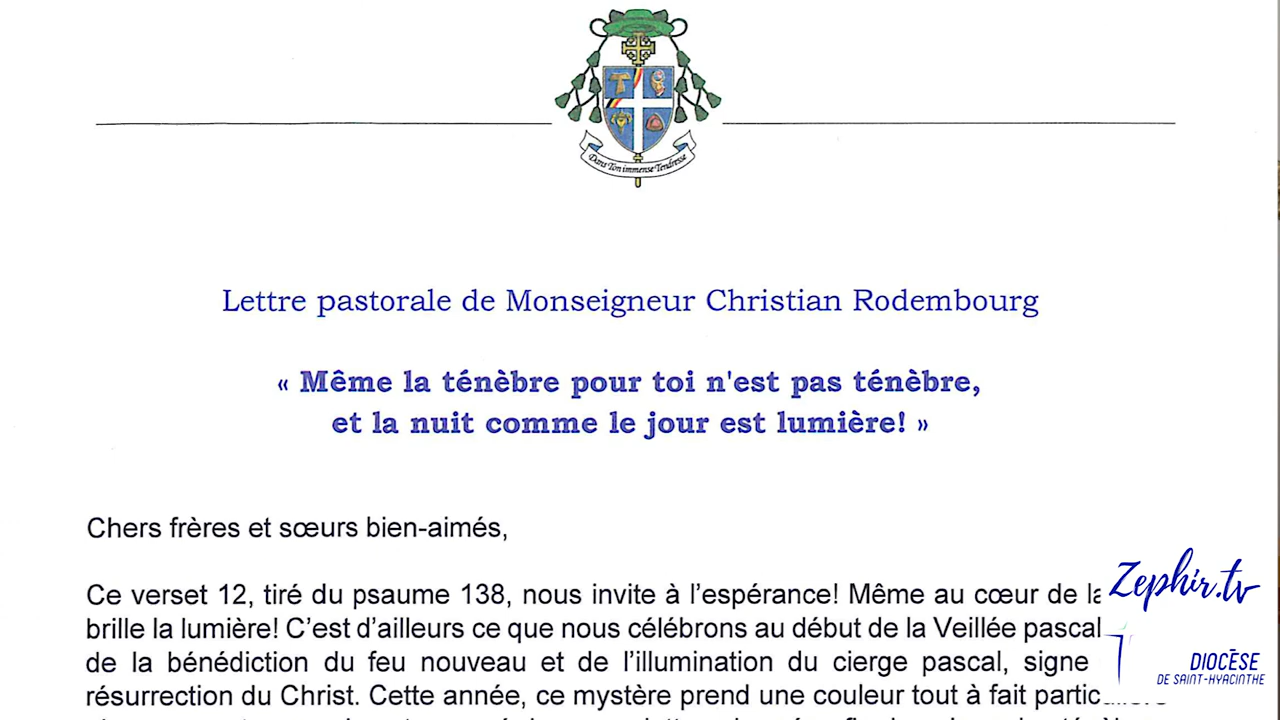 Dans Ton immense Tendresse
Lettre pastorale de Monseigneur Christian Rodembourg
« Même la ténèbre pour toi n'est pas ténèbre,
et la nuit comme le jour est lumière! »
Chers frères et sœurs bien-aimés,
Ce verset 12, tiré du psaume 138, nous invite à l’espérance! Même au cœur de la
brille la lumière! C’est d’ailleurs ce que nous célébrons au début de la Veillée pascal
de la bénédiction du feu nouveau et de l’illumination du cierge pascal, signe
résurrection du Christ. Cette année, ce mystère prend une couleur tout à fait
Zephir.tv
DIOCÈSE
DE SAINT-HYACINTHE